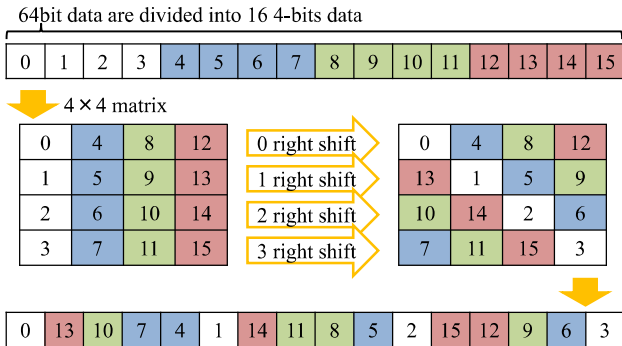 64bit data are divided into 16 4-bits data
0 1 2 3 4 5 6 7 8 9 10 11 12 13 14 15
4 × 4 matrix
0 4 8 12 0 right shift 0 4 8 12
1 5 9 13 1 right shift 13 1 5 9
2 6 10 14 2 right shift 10 14 2 6
3 7 11 15 3 right shift 7 11 15 3
0 13 10 7 4 1 14 11 8 5 2 15 12 9 6 3